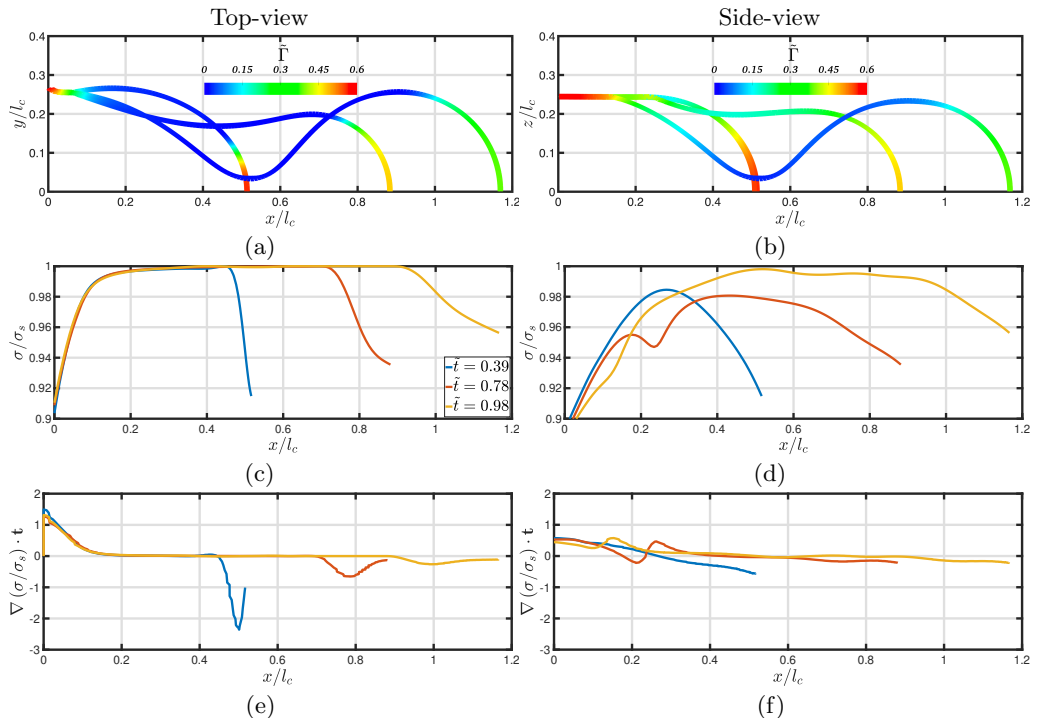 Top-view
Side-view
0.4
0.3
0.2
0.1
0
y/l_c
Γ̃
0 0.15 0.3 0.45 0.6
0 0.2 0.4 0.6 0.8 1 1.2
x/l_c
(a)
0.4
0.3
0.2
0.1
0
z/l_c
Γ̃
0 0.15 0.3 0.45 0.6
0 0.2 0.4 0.6 0.8 1 1.2
x/l_c
(b)
1
0.98
0.96
0.94
0.92
0.9
σ/σ_s
t̃ = 0.39
t̃ = 0.78
t̃ = 0.98
0 0.2 0.4 0.6 0.8 1 1.2
x/l_c
(c)
1
0.98
0.96
0.94
0.92
0.9
σ/σ_s
0 0.2 0.4 0.6 0.8 1 1.2
x/l_c
(d)
2
1
0
-1
-2
-3
∇(σ/σ_s) · t
0 0.2 0.4 0.6 0.8 1 1.2
x/l_c
(e)
2
1
0
-1
-2
-3
∇(σ/σ_s) · t
0 0.2 0.4 0.6 0.8 1 1.2
x/l_c
(f)